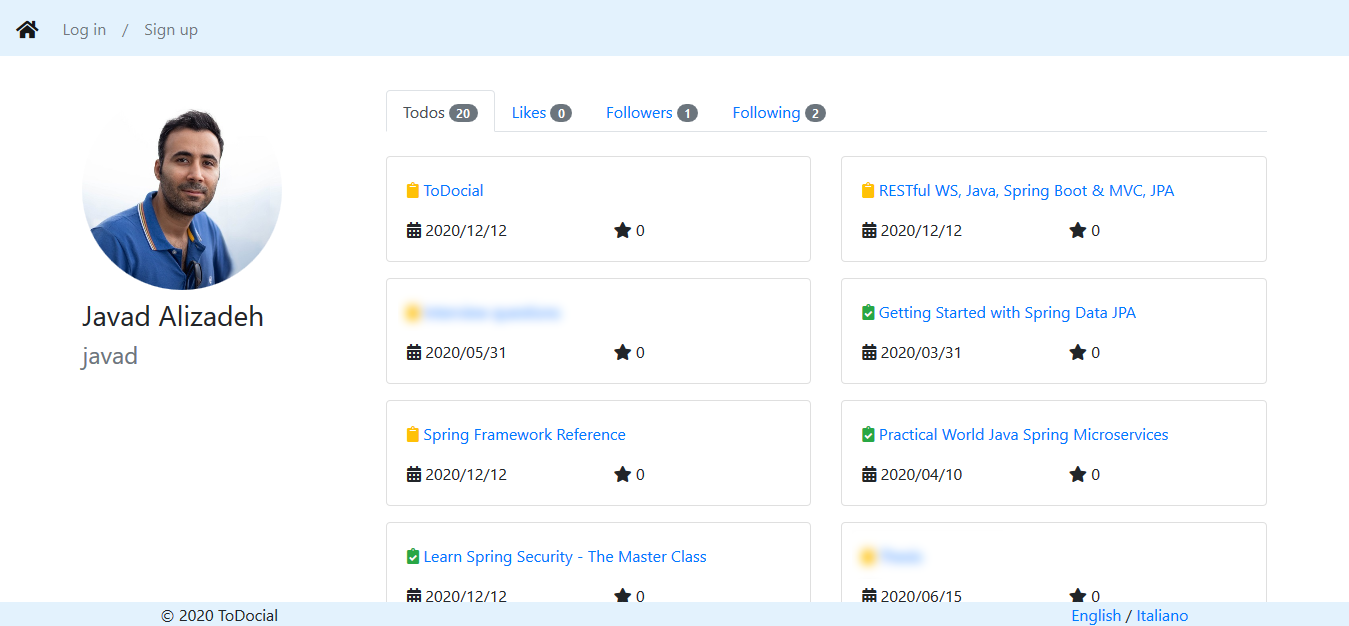 Log in / Sign up
Todos 20 Likes 0 Followers 1 Following 2
Javad Alizadeh
javad
ToDocial
2020/12/12 0
RESTful WS, Java, Spring Boot & MVC, JPA
2020/12/12 0
2020/05/31 0
Getting Started with Spring Data JPA
2020/03/31 0
Spring Framework Reference
2020/12/12 0
Practical World Java Spring Microservices
2020/04/10 0
Learn Spring Security - The Master Class
2020/12/12 0
2020/06/15 0
© 2020 ToDocial
English / Italiano